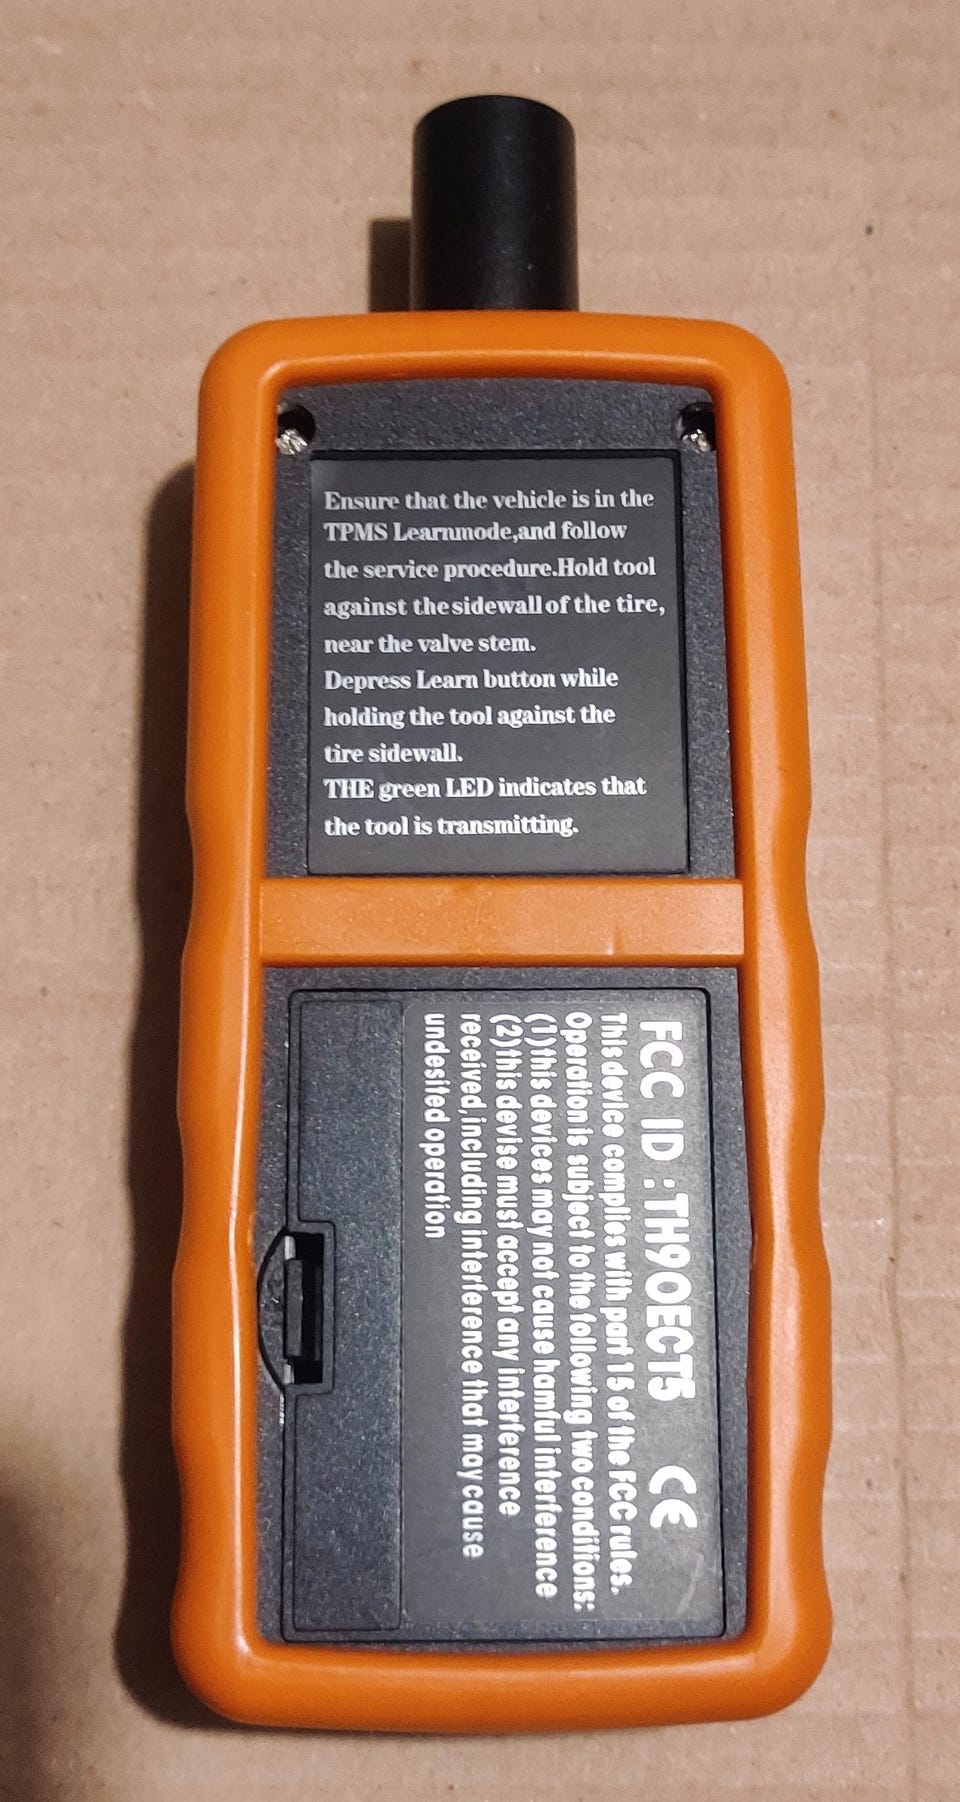 Ensure that the vehicle is in the
TPMS Learnmode,and follow
the service procedure.Hold tool
against the sidewall of the tire,
near the valve stem.
Depress Learn button while
holding the tool against the
tire sidewall.
THE green LED indicates that
the tool is transmitting.
FCC ID :TH9OECT5 CE
This device complies with part 15 of the FCC rules.
Operation is subject to the following two conditions:
(1)this devices may not cause hamful interference
(2)this devise must accept any interference
received,including interference that may cause
undesited operation